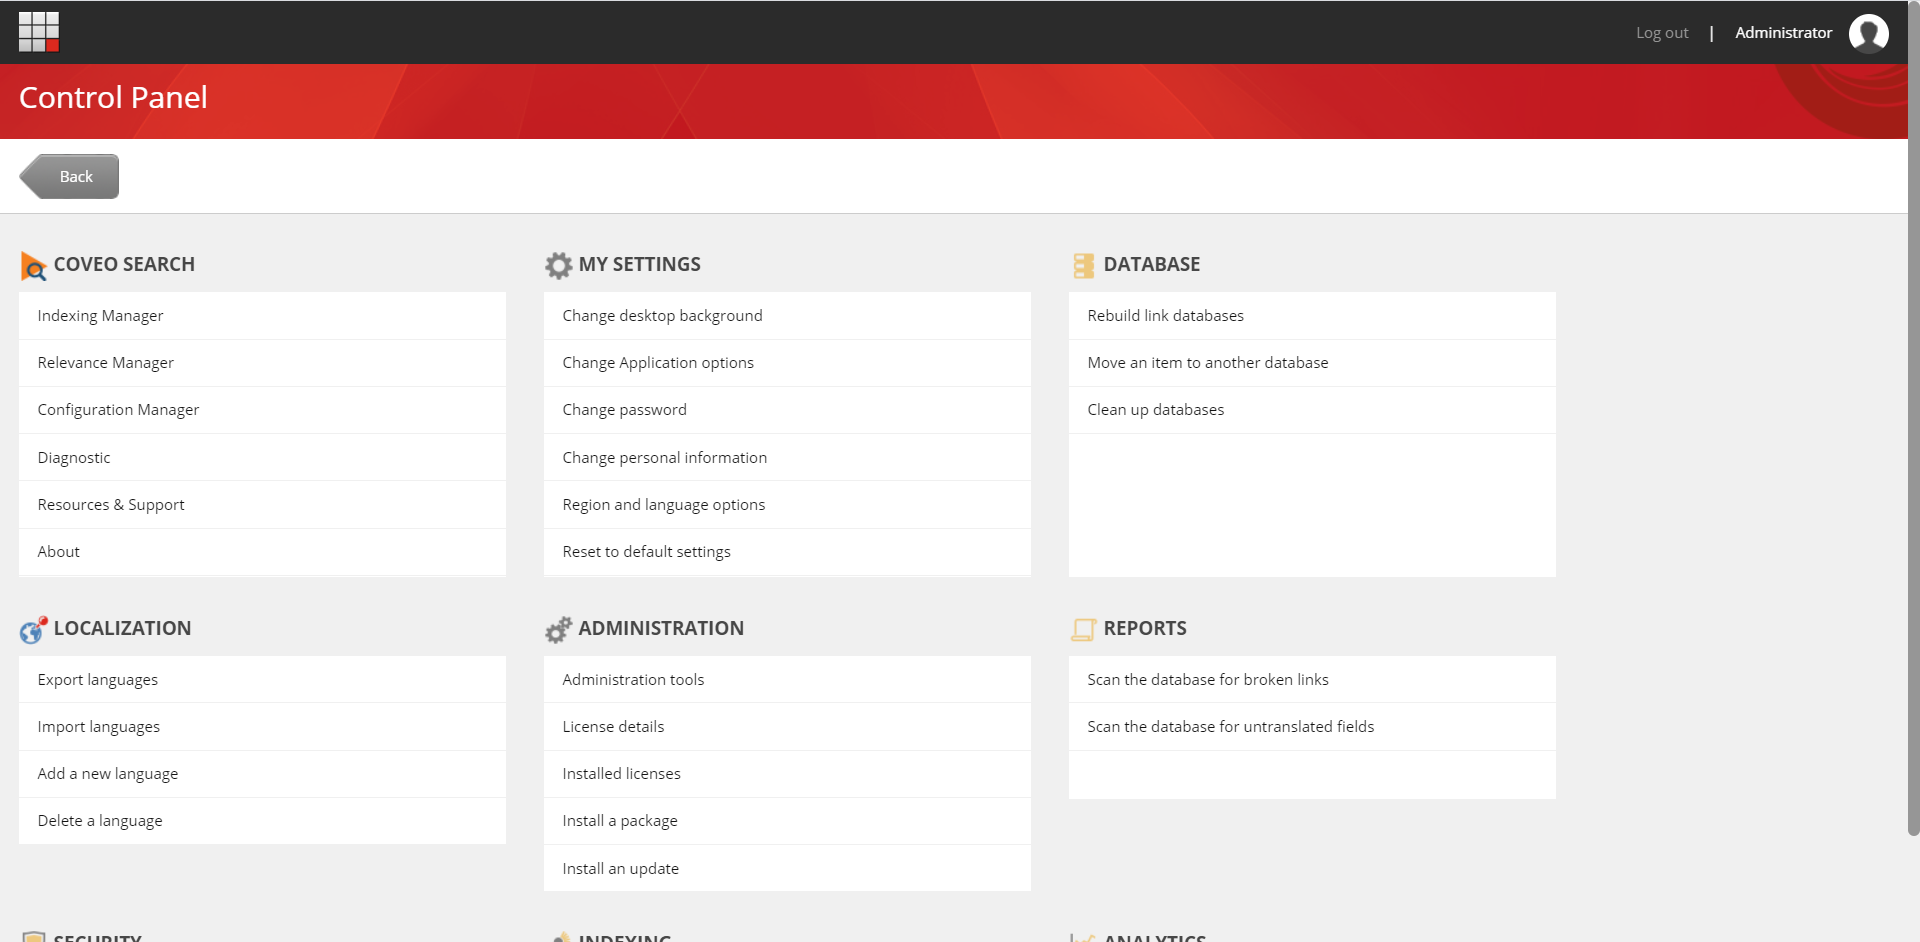 Log out | Administrator
Control Panel
Back
COVEO SEARCH
Indexing Manager
Relevance Manager
Configuration Manager
Diagnostic
Resources & Support
About
MY SETTINGS
Change desktop background
Change Application options
Change password
Change personal information
Region and language options
Reset to default settings
DATABASE
Rebuild link databases
Move an item to another database
Clean up databases
LOCALIZATION
Export languages
Import languages
Add a new language
Delete a language
ADMINISTRATION
Administration tools
License details
Installed licenses
Install a package
Install an update
REPORTS
Scan the database for broken links
Scan the database for untranslated fields
SECURITY
INDEXING
ANALYTICS